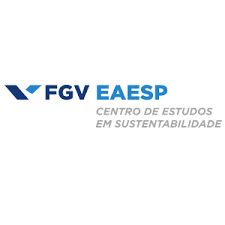 FGV EAESP
CENTRO DE ESTUDOS
EM SUSTENTABILIDADE